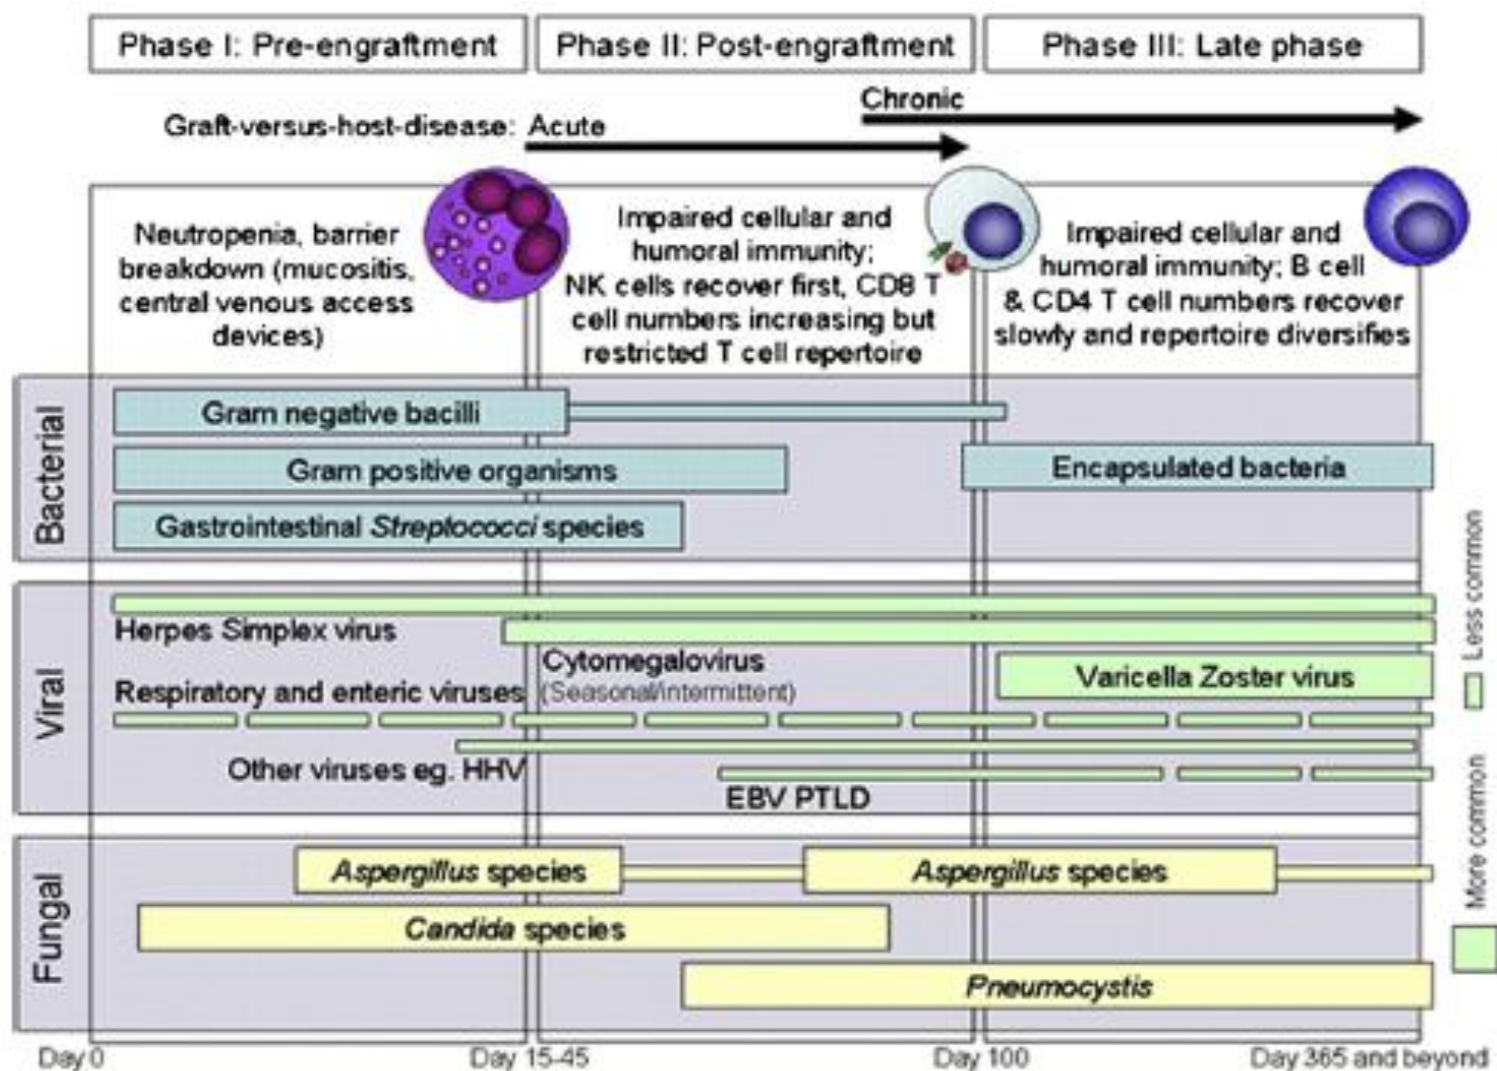 Phase I: Pre-engraftment
Phase II: Post-engraftment
Phase III: Late phase
Chronic
Graft-versus-host-disease: Acute
Neutropenia, barrier
breakdown (mucositis,
central venous access
devices)
Impaired cellular and
humoral immunity;
NK cells recover first, CD8 T
cell numbers increasing but
restricted T cell repertoire
Impaired cellular and
humoral immunity; B cell
& CD4 T cell numbers recover
slowly and repertoire diversifies
Bacterial
Gram negative bacilli
Gram positive organisms
Encapsulated bacteria
Gastrointestinal Streptococci species
Viral
Herpes Simplex virus
Cytomegalovirus
Varicella Zoster virus
Respiratory and enteric viruses (Seasonal/intermittent)
Other viruses eg. HHV
EBV PTLD
Fungal
Aspergillus species
Aspergillus species
Candida species
Pneumocystis
Less common
More common
Day 0
Day 15-45
Day 100
Day 365 and beyond